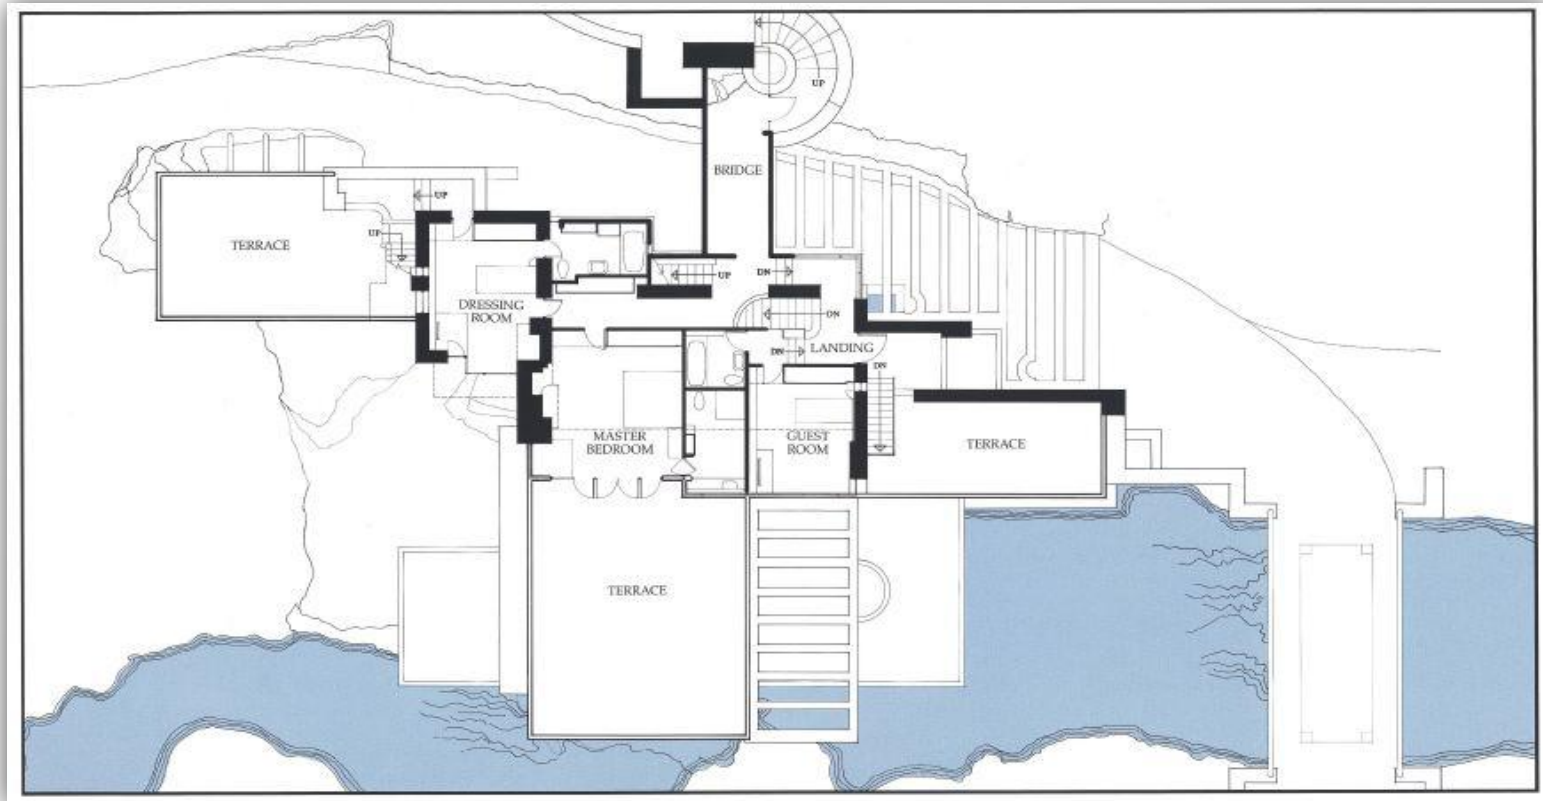 UP
BRIDGE
UP
UP
TERRACE
UP
DN
DRESSING
ROOM
DN
DN
LANDING
DN
MASTER
BEDROOM
GUEST
ROOM
TERRACE
TERRACE